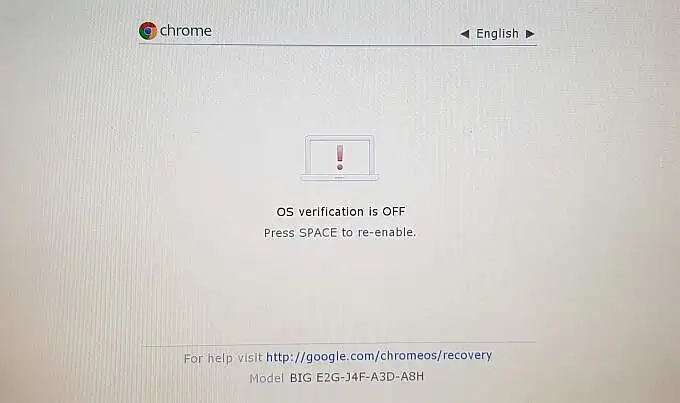 chrome ◀ English ▶
OS verification is OFF
Press SPACE to re-enable.
For help visit http://google.com/chromeos/recovery
Model BIG E2G-J4F-A3D-A8H